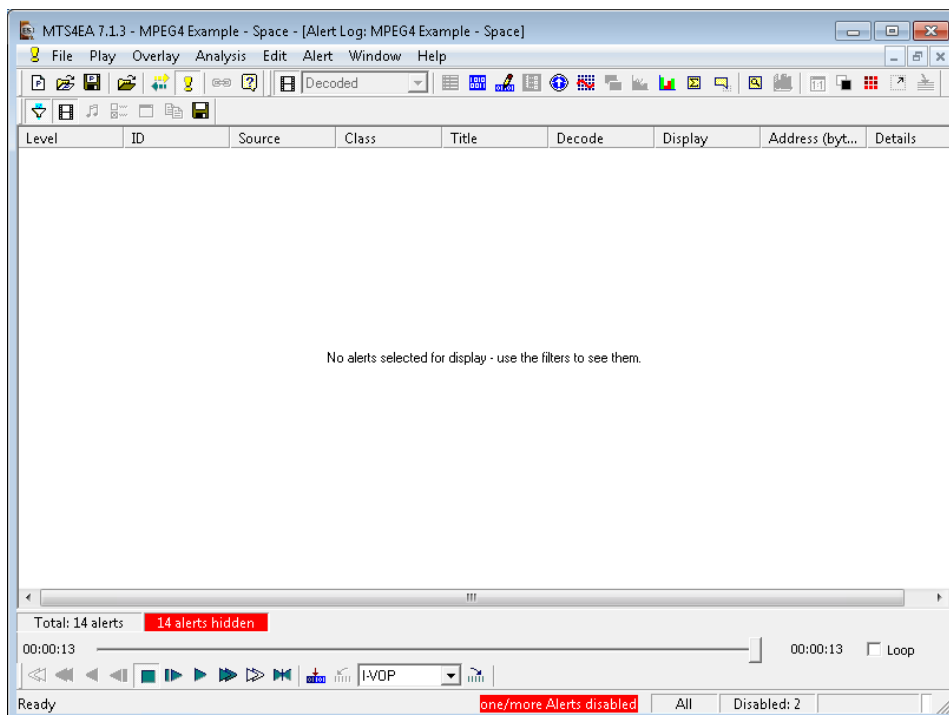 MTS4EA 7.1.3 - MPEG4 Example - Space - [Alert Log: MPEG4 Example - Space]
File Play Overlay Analysis Edit Alert Window Help
Decoded
Level ID Source Class Title Decode Display Address (byt... Details
No alerts selected for display - use the filters to see them.
Total: 14 alerts 14 alerts hidden
00:00:13 00:00:13 Loop
I-VOP
Ready one/more Alerts disabled All Disabled: 2